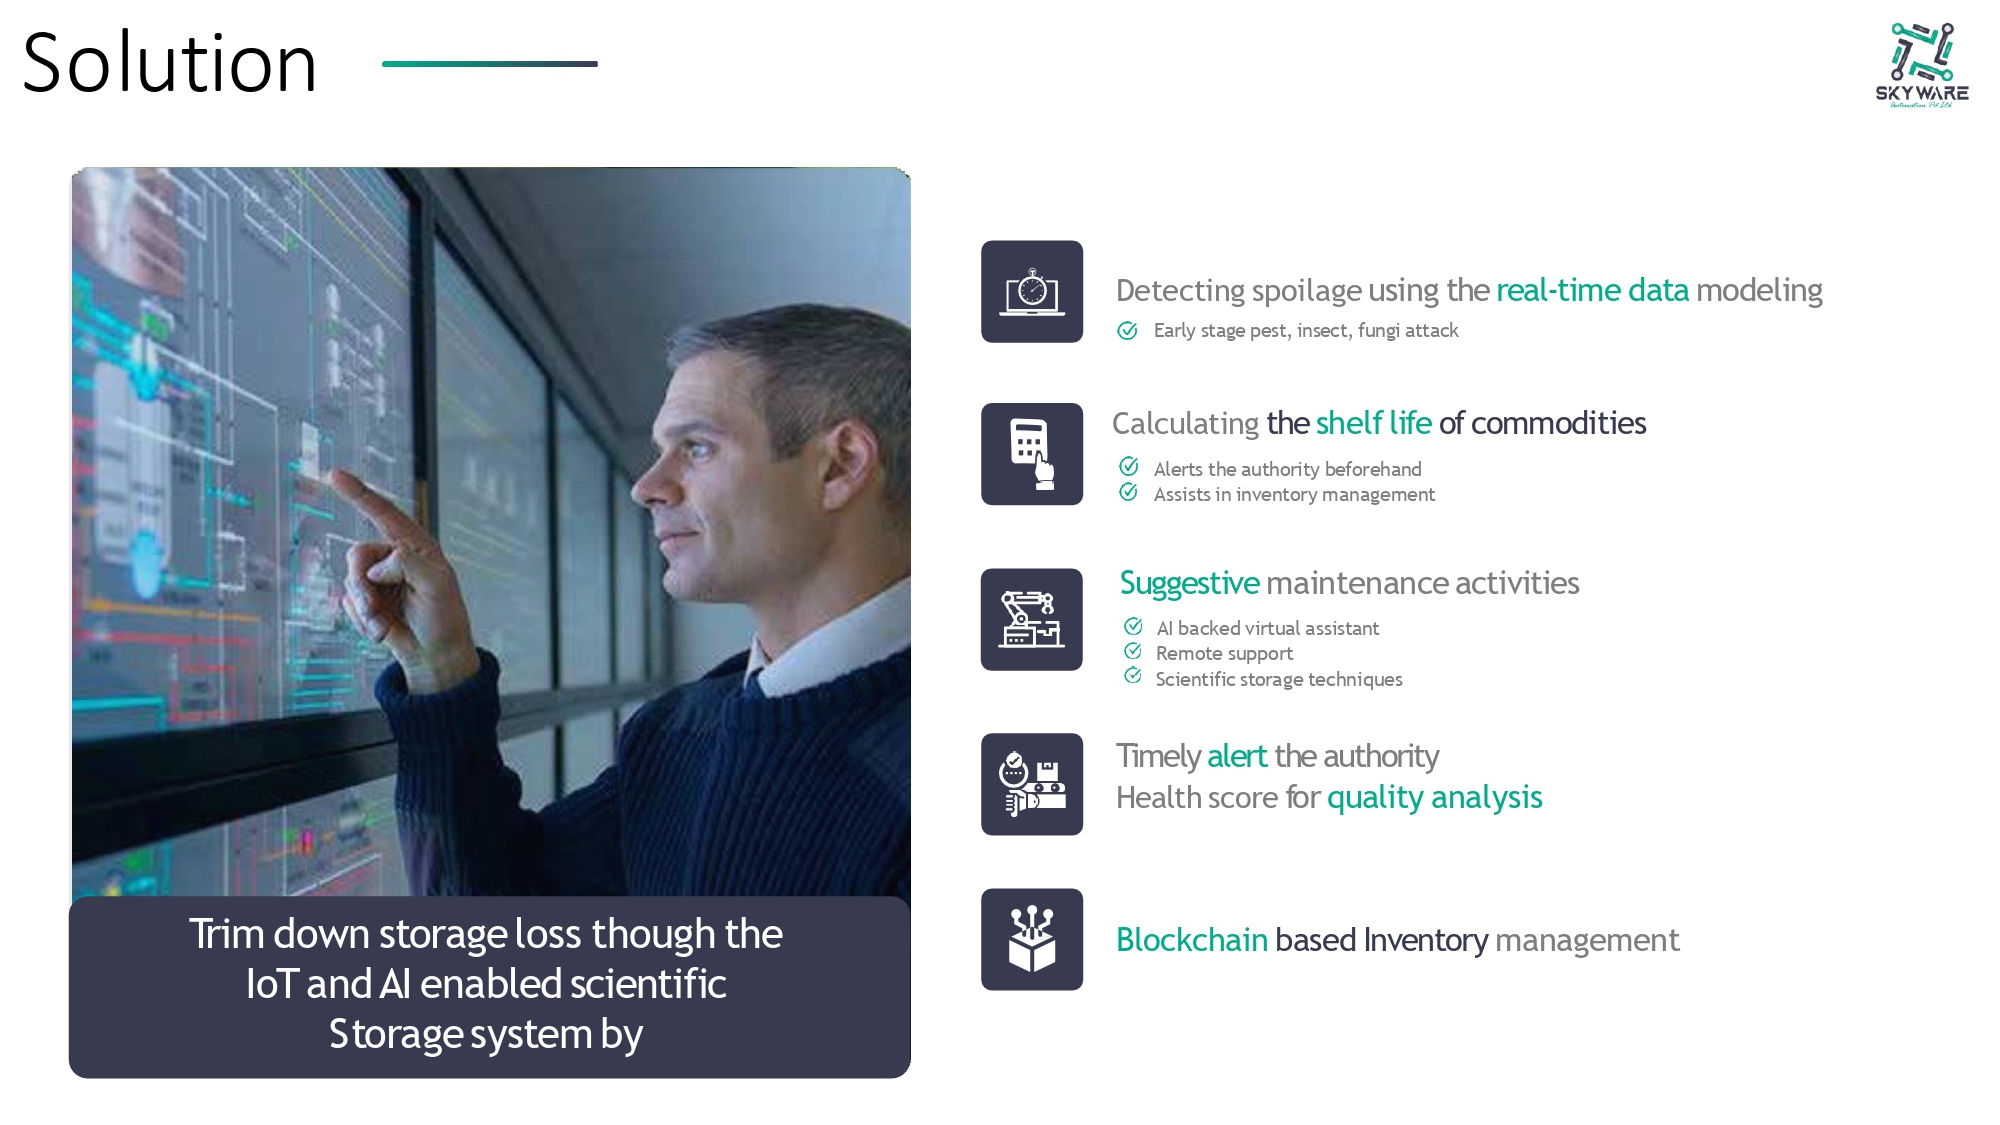 Solution
SKYWARE
Automation Pvt Ltd
Trim down storage loss though the
IoT and AI enabled scientific
Storage system by
Detecting spoilage using the real-time data modeling
Early stage pest, insect, fungi attack
Calculating the shelf life of commodities
Alerts the authority beforehand
Assists in inventory management
Suggestive maintenance activities
AI backed virtual assistant
Remote support
Scientific storage techniques
Timely alert the authority
Health score for quality analysis
Blockchain based Inventory management